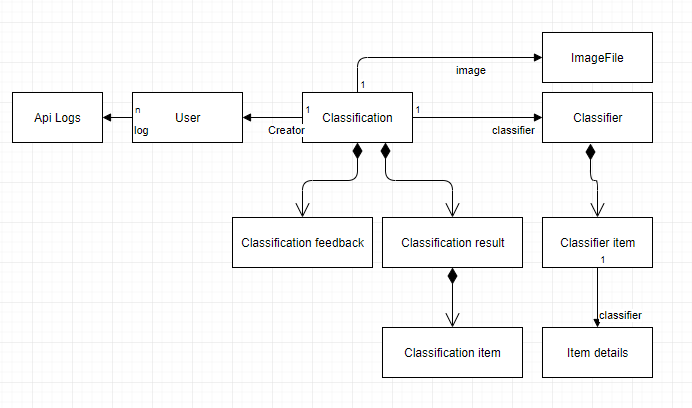 ImageFile
image
1
Api Logs
n
log
User
1
Creator
Classification
1
classifier
Classifier
Classification feedback
Classification result
Classifier item
1
classifier
Classification item
Item details